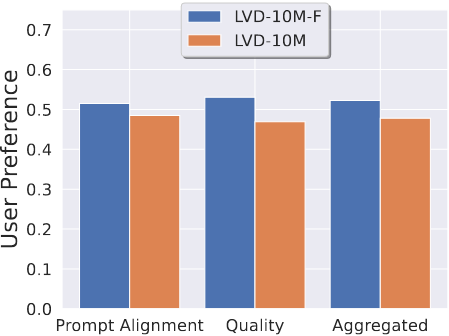 LVD-10M-F
LVD-10M
User Preference
0.7
0.6
0.5
0.4
0.3
0.2
0.1
0.0
Prompt Alignment
Quality
Aggregated